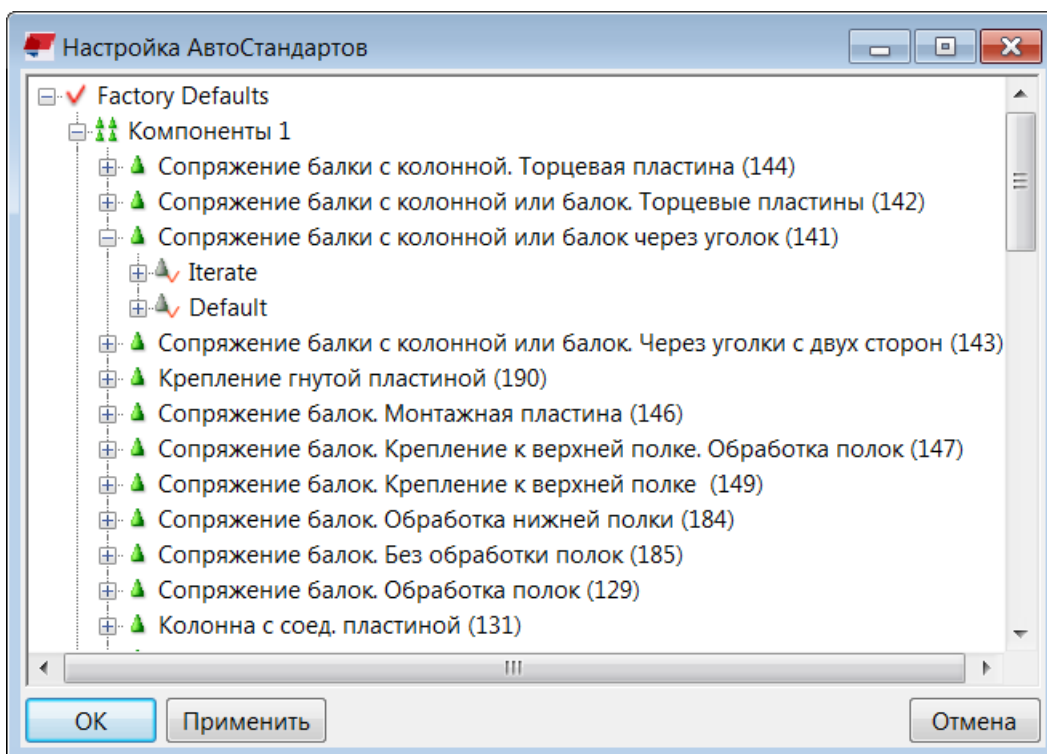 Настройка АвтоСтандартов
Factory Defaults
Компоненты 1
Сопряжение балки с колонной. Торцевая пластина (144)
Сопряжение балки с колонной или балок. Торцевые пластины (142)
Сопряжение балки с колонной или балок через уголок (141)
Iterate
Default
Сопряжение балки с колонной или балок. Через уголки с двух сторон (143)
Крепление гнутой пластиной (190)
Сопряжение балок. Монтажная пластина (146)
Сопряжение балок. Крепление к верхней полке. Обработка полок (147)
Сопряжение балок. Крепление к верхней полке  (149)
Сопряжение балок. Обработка нижней полки (184)
Сопряжение балок. Без обработки полок (185)
Сопряжение балок. Обработка полок (129)
Колонна с соед. пластиной (131)
ОК Применить Отмена